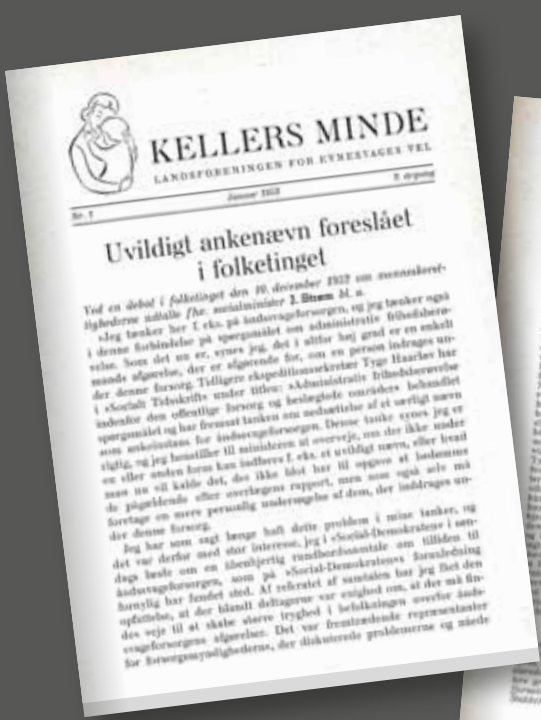 KELLERS MINDE
LANDSFORENINGEN FOR EVNESVAGES VEL
Nr. 1 Januar 1953 årgang
Uvildigt ankenævn foreslået
i folketinget
Ved en debat i folketinget den 10. december 1952 om menneskeret-
tighederne udtalte fhv. socialminister J. Strøm bl. a.
»Jeg tænker her f. eks. på åndssvageforsorgen, og jeg tænker også
i denne forbindelse på spørgsmålet om administrativ frihedsberø-
velse. Som det nu er, synes jeg, det i altfor høj grad er en enkelt
mands afgørelse, der er afgørende for, om en person inddrages un-
der denne forsorg. Tidligere ekspeditionssekretær Tyge Haarløv har
i »Socialt Tidsskrift« under titlen: »Administrativ frihedsberøvelse
indenfor den offentlige forsorg og beslægtede områder« behandlet
spørgsmålet og har fremsat tanken om nedsættelse af et særligt nævn
som ankeinstans for åndssvageforsorgen. Denne tanke synes jeg er
rigtig, og jeg henstiller til ministeren at overveje, om der ikke under
en eller anden form kan indføres f. eks. et uvildigt nævn, eller hvad
man nu vil kalde det, der ikke blot har til opgave at bedømme
de pågældende efter overlægens rapport, men som også selv må
foretage en mere personlig undersøgelse af dem, der inddrages un-
der denne forsorg.
Jeg har som sagt længe haft dette problem i mine tanker, og
det var derfor med stor interesse, jeg i »Social-Demokraten« i søn-
dags læste om en åbenhjertig rundbordssamtale om tilliden til
åndssvageforsorgen, som på »Social-Demokraten«s foranledning
fornylig har fundet sted. Af referatet af samtalen har jeg fået den
opfattelse, at der blandt deltagerne var enighed om, at der må fin-
des veje til at skabe større tryghed i befolkningen overfor ånds-
svageforsorgens afgørelser. Det var fremtrædende repræsentanter
for forsorgsmyndighederne, der diskuterede problemerne og nåede